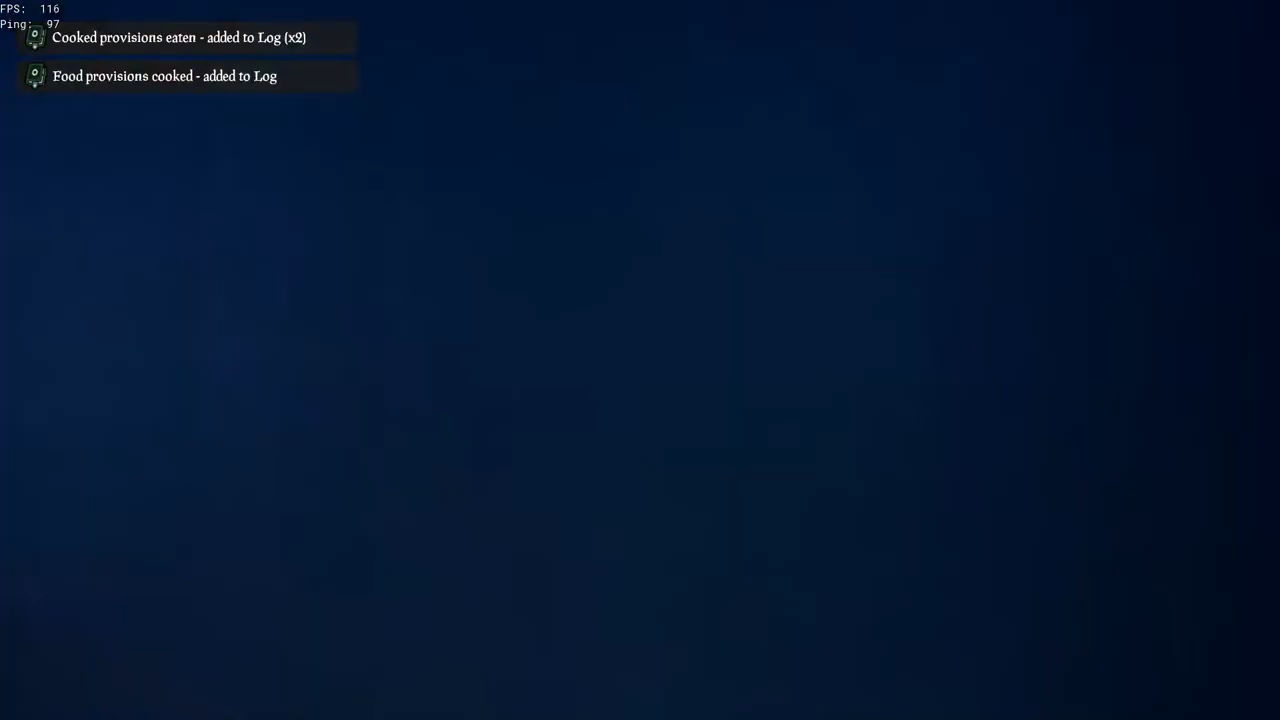 FPS: 116
Ping: 97
Cooked provisions eaten - added to Log (x2)
Food provisions cooked - added to Log